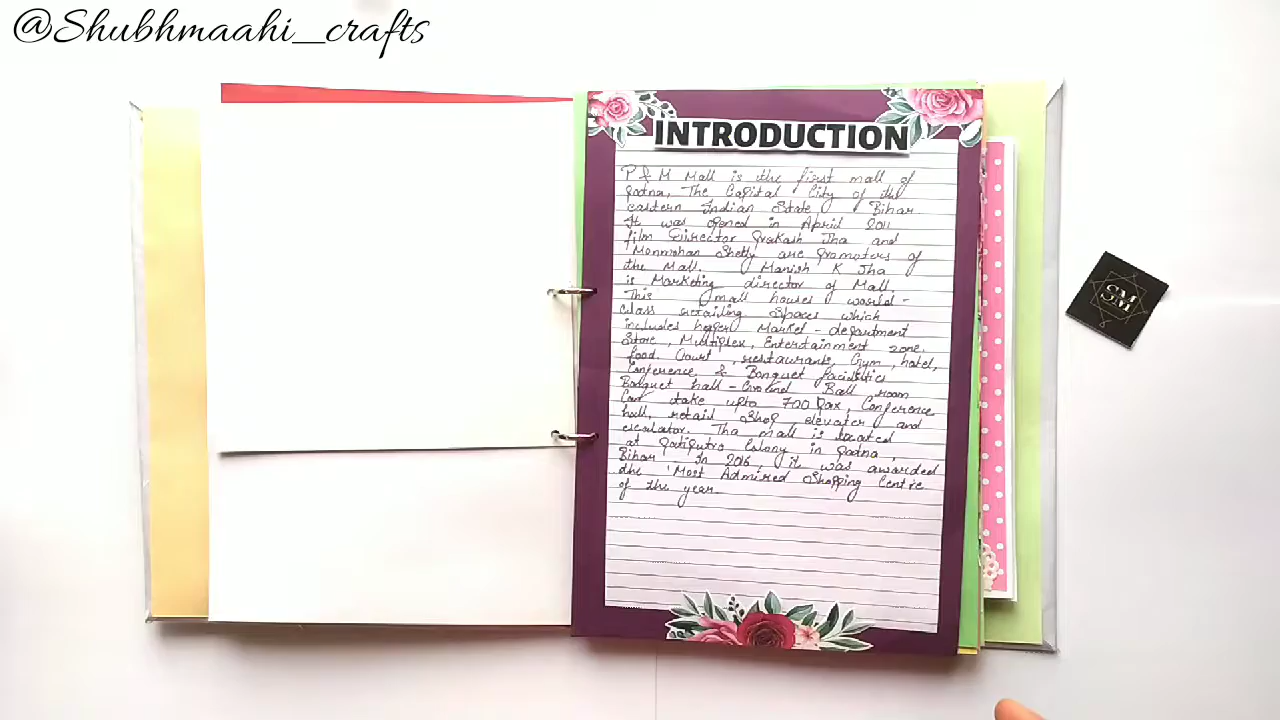 @Shubhmaahi_crafts
INTRODUCTION
P & M Mall is the first mall of
Patna, The Capital City of the
eastern Indian State, Bihar.
It was opened in April 2011
film Director Prakash Jha and
Manmohan Shetty are promoters of
the Mall. Manish K Jha
is Marketing director of Mall.
This mall houses world-
class retailing spaces which
includes hyper Market - department
Store, Multiplex, Entertainment zone.
food Court, restaurants, Gym, hotel,
Conference & Banquet facilities
Banquet hall - Ground Ball room
Can take upto 700 Pax, Conference
hall, retail Shop elevater and
escalator. The mall is located
at Patliputra Colony in Patna,
Bihar. In 2016, it was awarded
the 'Most Admired Shopping Centre
of the year.